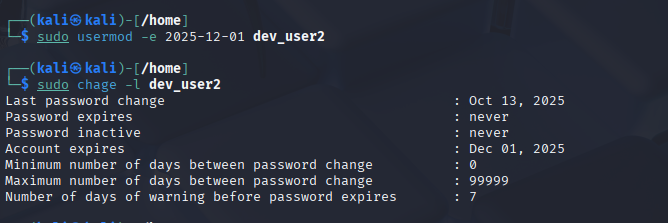 ┌──(kali㉿kali)-[/home]
└─$ sudo usermod -e 2025-12-01 dev_user2
┌──(kali㉿kali)-[/home]
└─$ sudo chage -l dev_user2
Last password change : Oct 13, 2025
Password expires : never
Password inactive : never
Account expires : Dec 01, 2025
Minimum number of days between password change : 0
Maximum number of days between password change : 99999
Number of days of warning before password expires : 7